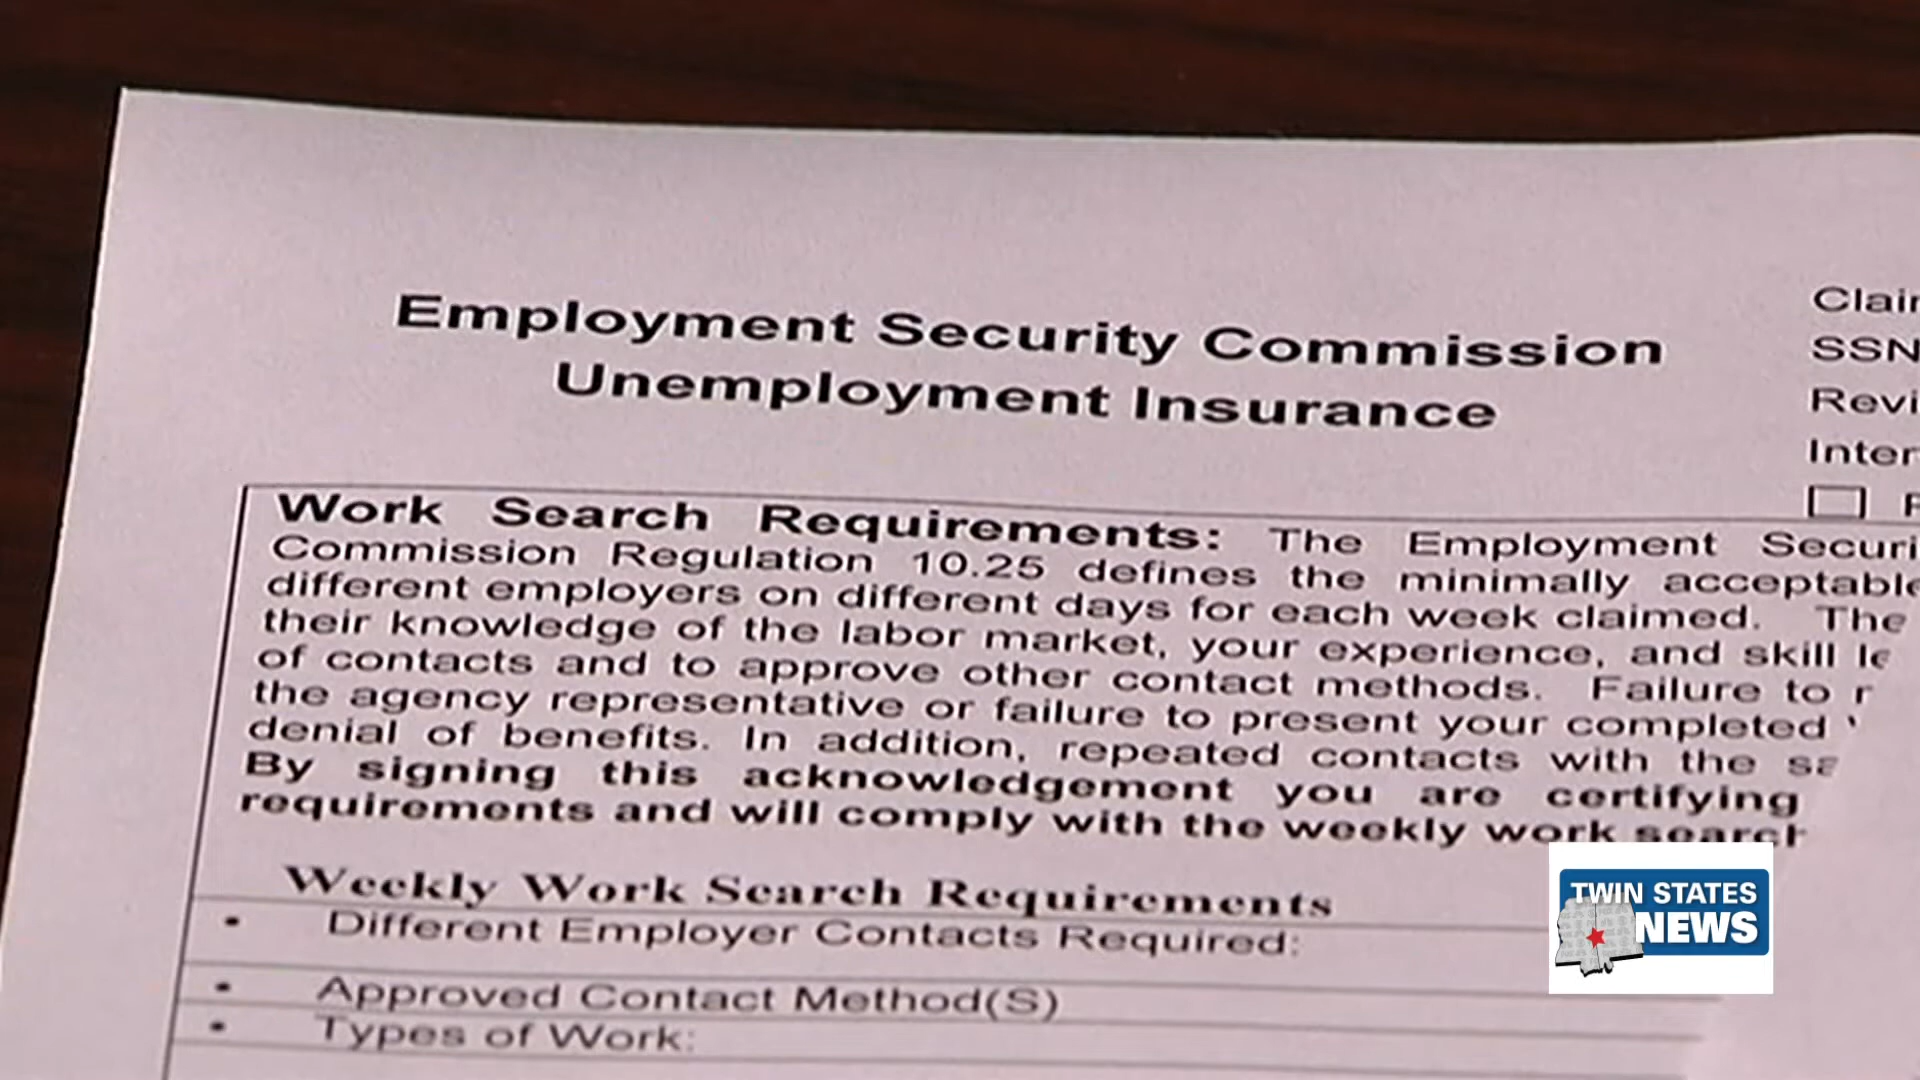 Employment Security Commission
Unemployment Insurance
Clai
SSN
Revi
Inter
Work Search Requirements: The Employment Securi
Commission Regulation 10.25 defines the minimally acceptable
different employers on different days for each week claimed. The
their knowledge of the labor market, your experience, and skill le
of contacts and to approve other contact methods. Failure to r
the agency representative or failure to present your completed
denial of benefits. In addition, repeated contacts with the sa
By signing this acknowledgement you are certifying
requirements and will comply with the weekly work search
Weekly Work Search Requirements
• Different Employer Contacts Required:
• Approved Contact Method(S)
• Types of Work:
TWIN STATES
NEWS